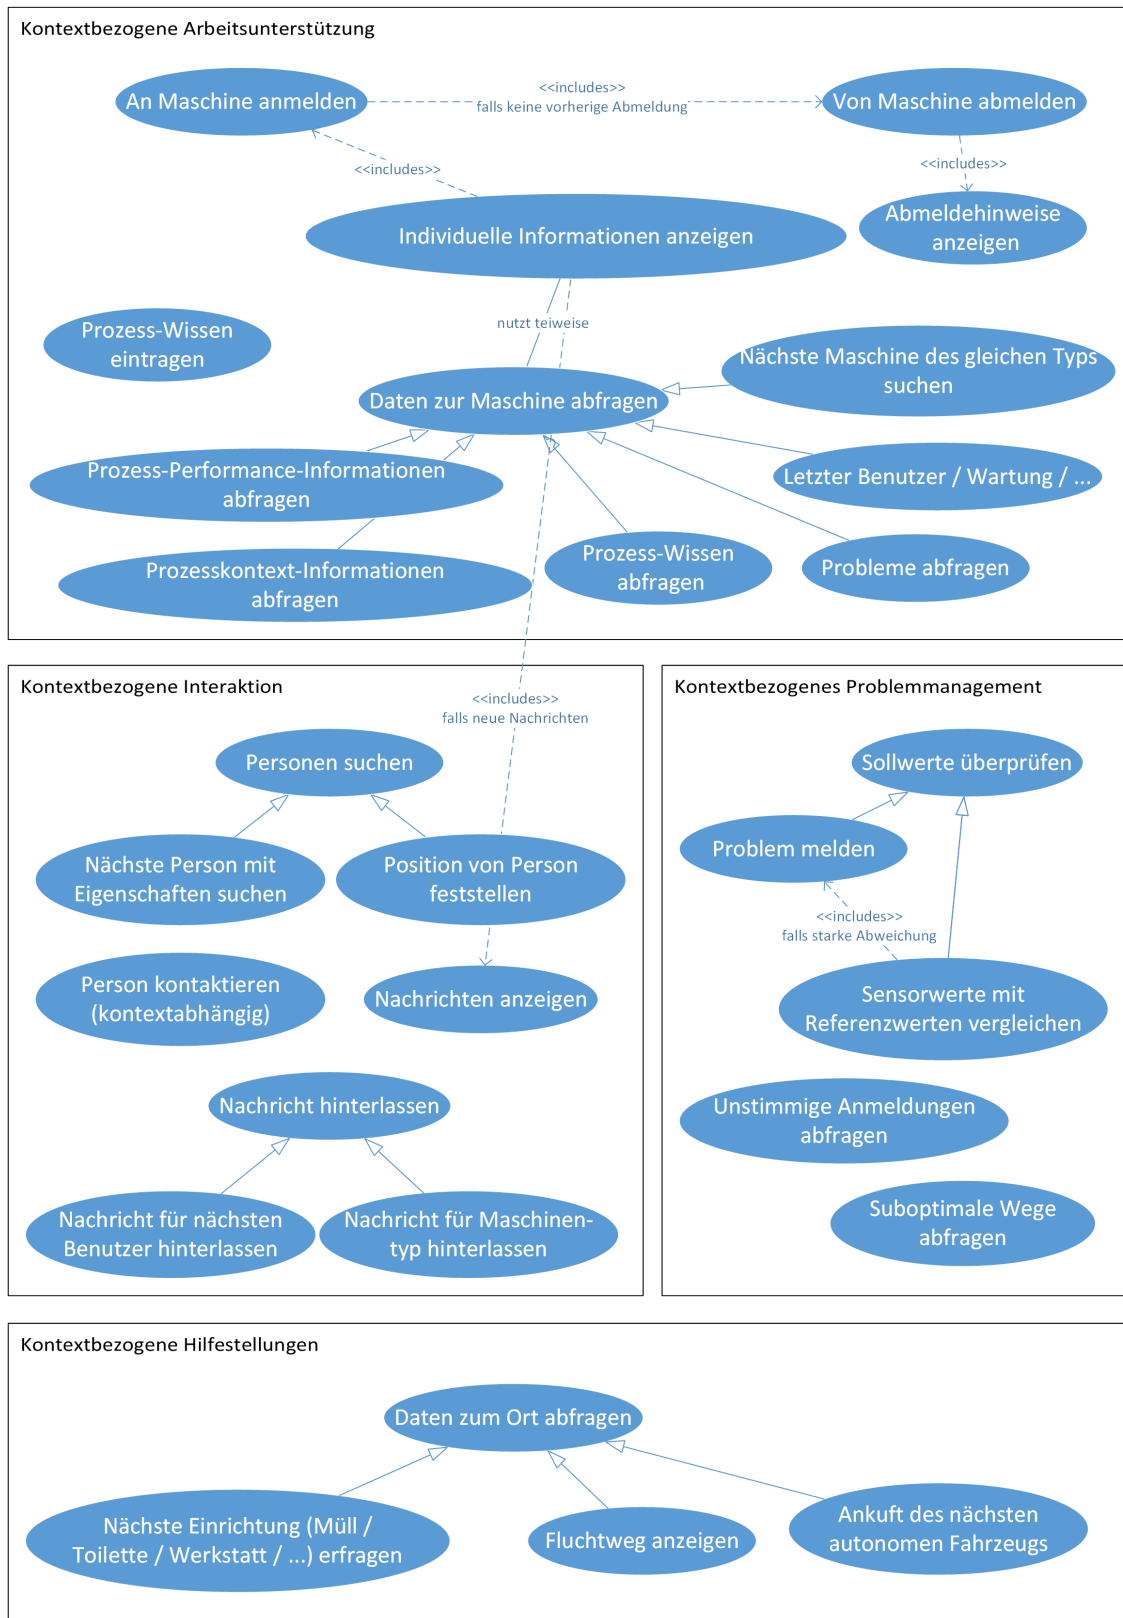 Kontextbezogene Arbeitsunterstützung
An Maschine anmelden
<<includes>>
falls keine vorherige Abmeldung
Von Maschine abmelden
<<includes>>
<<includes>>
Individuelle Informationen anzeigen
Abmeldehinweise
anzeigen
nutzt teiweise
Prozess-Wissen
eintragen
Nächste Maschine des gleichen Typs
suchen
Daten zur Maschine abfragen
Prozess-Performance-Informationen
abfragen
Letzter Benutzer / Wartung / ...
Prozesskontext-Informationen
abfragen
Prozess-Wissen
abfragen
Probleme abfragen
Kontextbezogene Interaktion
<<includes>>
falls neue Nachrichten
Personen suchen
Nächste Person mit
Eigenschaften suchen
Position von Person
feststellen
Person kontaktieren
(kontextabhängig)
Nachrichten anzeigen
Nachricht hinterlassen
Nachricht für nächsten
Benutzer hinterlassen
Nachricht für Maschinen-
typ hinterlassen
Kontextbezogenes Problemmanagement
Sollwerte überprüfen
Problem melden
<<includes>>
falls starke Abweichung
Sensorwerte mit
Referenzwerten vergleichen
Unstimmige Anmeldungen
abfragen
Suboptimale Wege
abfragen
Kontextbezogene Hilfestellungen
Daten zum Ort abfragen
Nächste Einrichtung (Müll /
Toilette / Werkstatt / ...) erfragen
Fluchtweg anzeigen
Ankuft des nächsten
autonomen Fahrzeugs